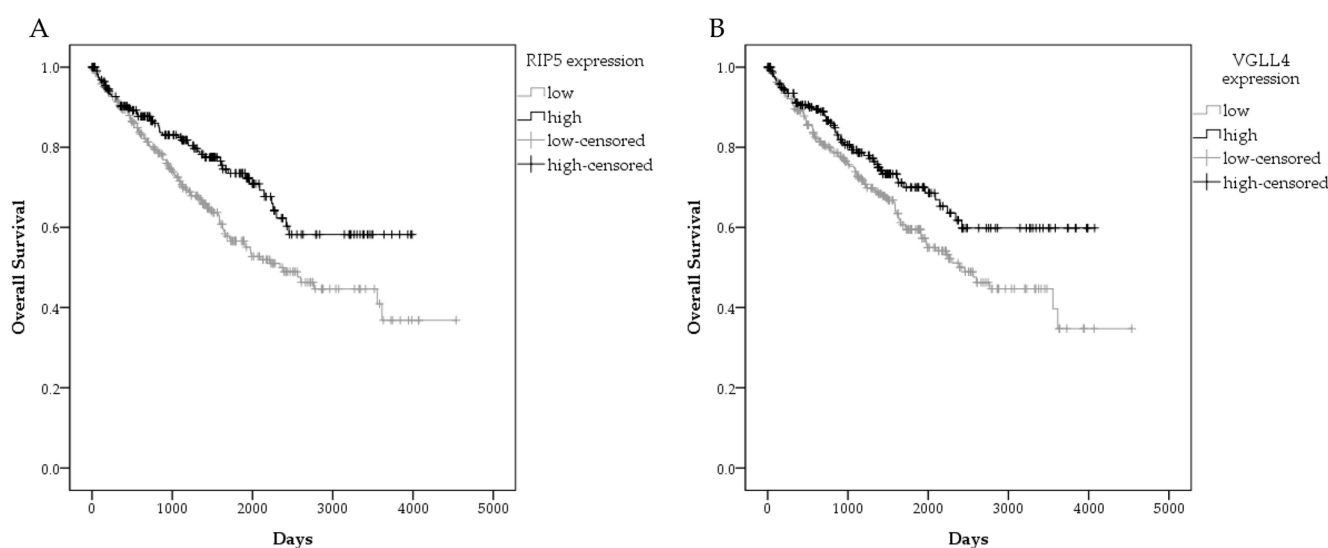 A
RIP5 expression
low
high
low-censored
high-censored
1.0
0.8
0.6
0.4
0.2
0.0
Overall Survival
0 1000 2000 3000 4000 5000
Days
B
VGLL4
expression
low
high
low-censored
high-censored
1.0
0.8
0.6
0.4
0.2
0.0
Overall Survival
0 1000 2000 3000 4000 5000
Days